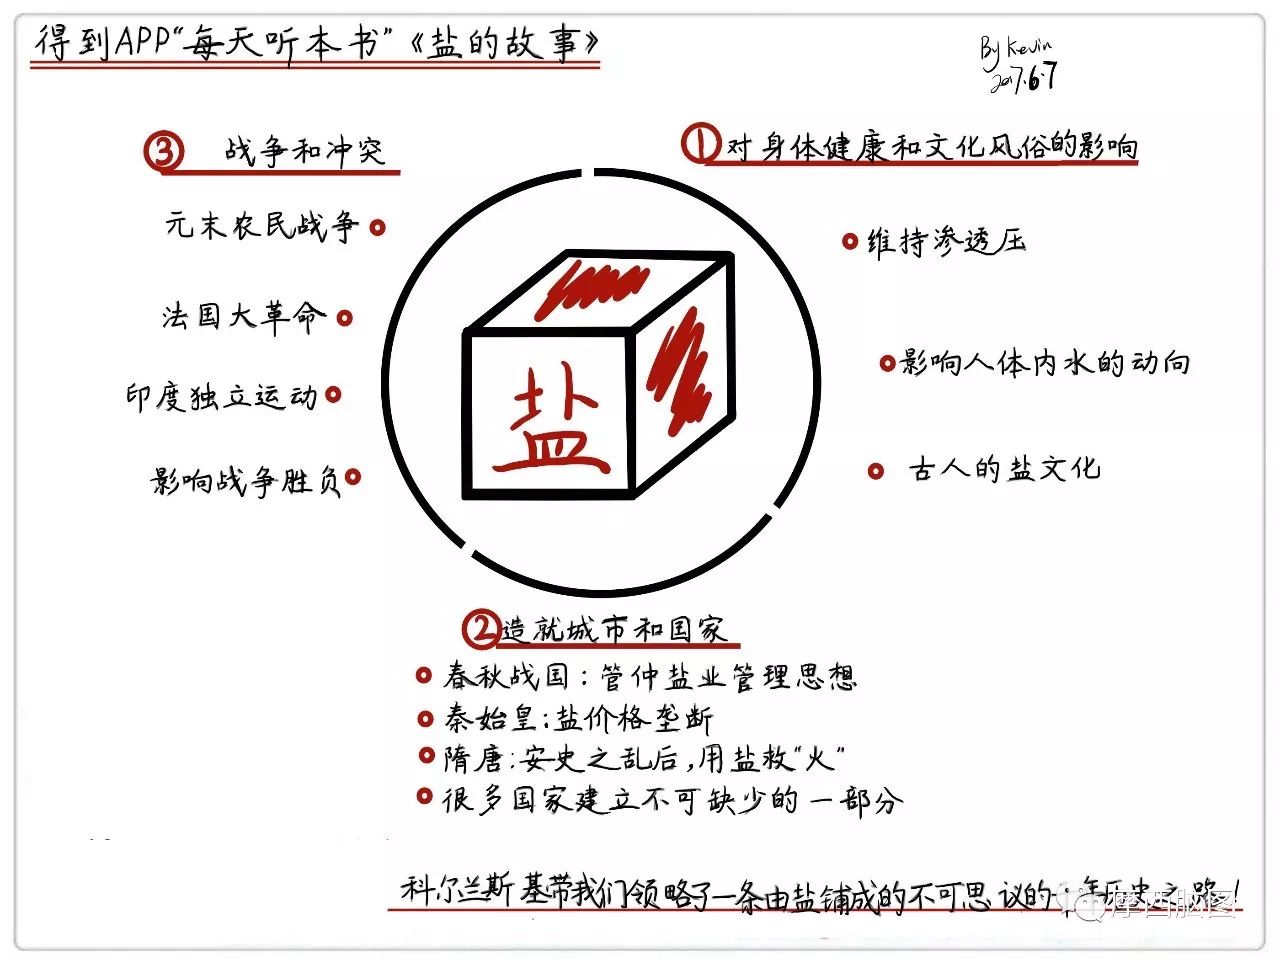 得到APP“每天听本书”《盐的故事》
By Kevin
2017.6.7
① 对身体健康和文化风俗的影响
维持渗透压
影响人体内水的动向
古人的盐文化
盐
② 造就城市和国家
春秋战国：管仲盐业管理思想
秦始皇：盐价格垄断
隋唐：安史之乱后，用盐救“火”
很多国家建立不可缺少的一部分
③ 战争和冲突
元末农民战争
法国大革命
印度独立运动
影响战争胜负
科尔兰斯基带我们领略了一条由盐铺成的不可思议的千年历史之路！
摩西脑图